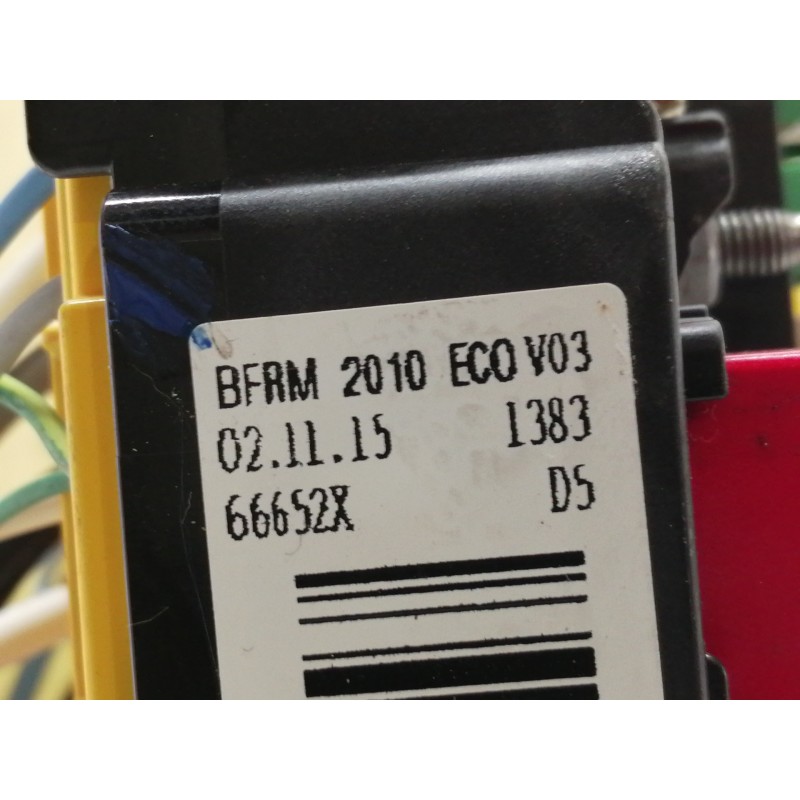 BFRM 2010 ECO V03
02.11.15 1383
66652X D5